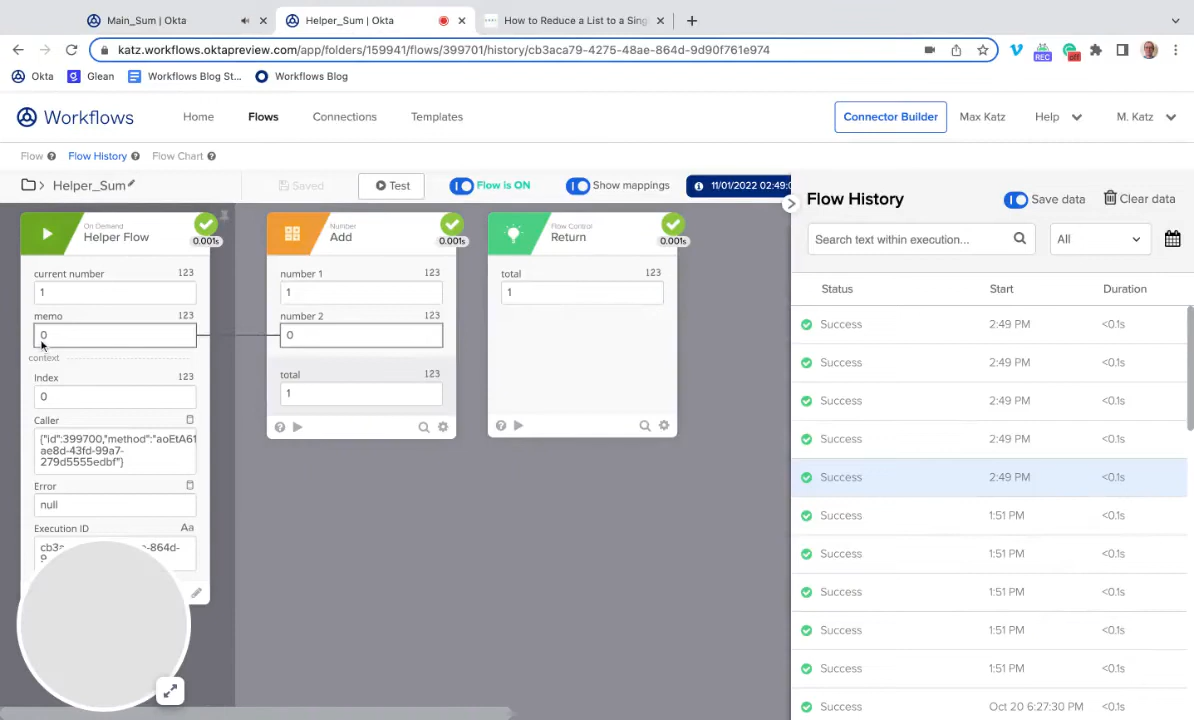 Main_Sum | Okta
Helper_Sum | Okta
How to Reduce a List to a Sing
katz.workflows.oktapreview.com/app/folders/159941/flows/399701/history/cb3aca79-4275-48ae-864d-9d90f761e974
REC
off
Okta
Glean
Workflows Blog St...
Workflows Blog
Workflows
Home
Flows
Connections
Templates
Connector Builder
Max Katz
Help
M. Katz
Flow
Flow History
Flow Chart
Helper_Sum
Saved
Test
Flow is ON
Show mappings
11/01/2022 02:49:0
On Demand
Helper Flow
0.001s
current number 123
1
memo 123
0
context
Index 123
0
Caller
{"id":399700,"method":"aoEtA61
ae8d-43fd-99a7-
279d5555edbf"}
Error
null
Execution ID Aa
Number
Add
0.001s
number 1 123
1
number 2 123
0
total 123
1
Flow Control
Return
0.001s
total 123
1
Flow History
Save data
Clear data
Search text within execution...
All
Status Start Duration
Success 2:49 PM <0.1s
Success 2:49 PM <0.1s
Success 2:49 PM <0.1s
Success 2:49 PM <0.1s
Success 2:49 PM <0.1s
Success 1:51 PM <0.1s
Success 1:51 PM <0.1s
Success 1:51 PM <0.1s
Success 1:51 PM <0.1s
Success 1:51 PM <0.1s
Success Oct 20 6:27:30 PM <0.1s